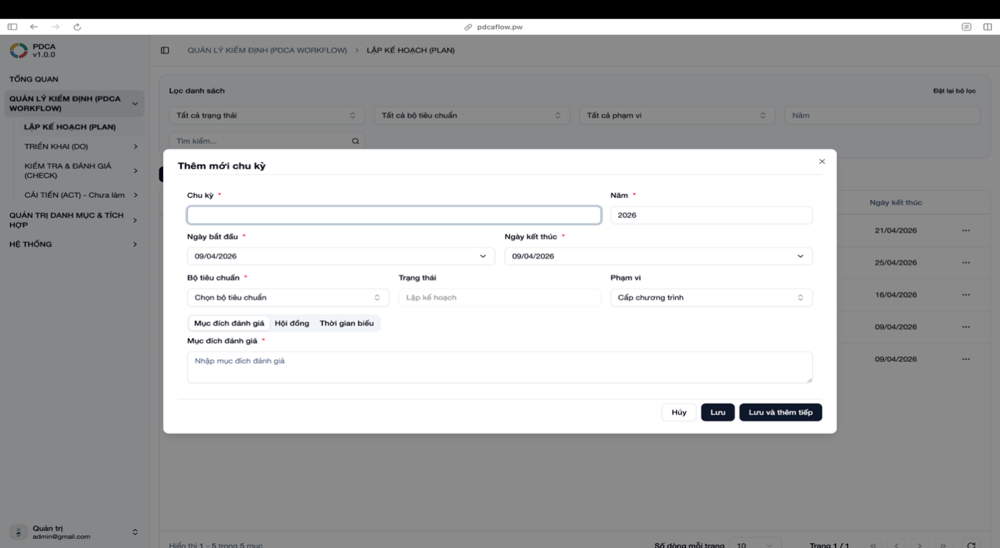 pdcaflow.pw
PDCA
v1.0.0
QUẢN LÝ KIỂM ĐỊNH (PDCA WORKFLOW) > LẬP KẾ HOẠCH (PLAN)
TỔNG QUAN
QUẢN LÝ KIỂM ĐỊNH (PDCA
WORKFLOW)
LẬP KẾ HOẠCH (PLAN)
TRIỂN KHAI (DO)
KIỂM TRA & ĐÁNH GIÁ
(CHECK)
CẢI TIẾN (ACT) - Chưa làm
QUẢN TRỊ DANH MỤC & TÍCH
HỢP
HỆ THỐNG
Quản trị
admin@gmail.com
Lọc danh sách
Đặt lại bộ lọc
Tất cả trạng thái
Tất cả bộ tiêu chuẩn
Tất cả phạm vi
Năm
Tìm kiếm...
Thêm mới chu kỳ
Chu kỳ *
Năm *
2026
Ngày bắt đầu *
Ngày kết thúc *
09/04/2026
09/04/2026
Bộ tiêu chuẩn *
Trạng thái
Phạm vi
Chọn bộ tiêu chuẩn
Lập kế hoạch
Cấp chương trình
Mục đích đánh giá
Hội đồng
Thời gian biểu
Mục đích đánh giá *
Nhập mục đích đánh giá
Hủy
Lưu
Lưu và thêm tiếp
Ngày kết thúc
21/04/2026
25/04/2026
16/04/2026
09/04/2026
09/04/2026
Hiển thị 1 - 5 trong 5 mục
Số dòng mỗi trang
10
Trang 1 / 1